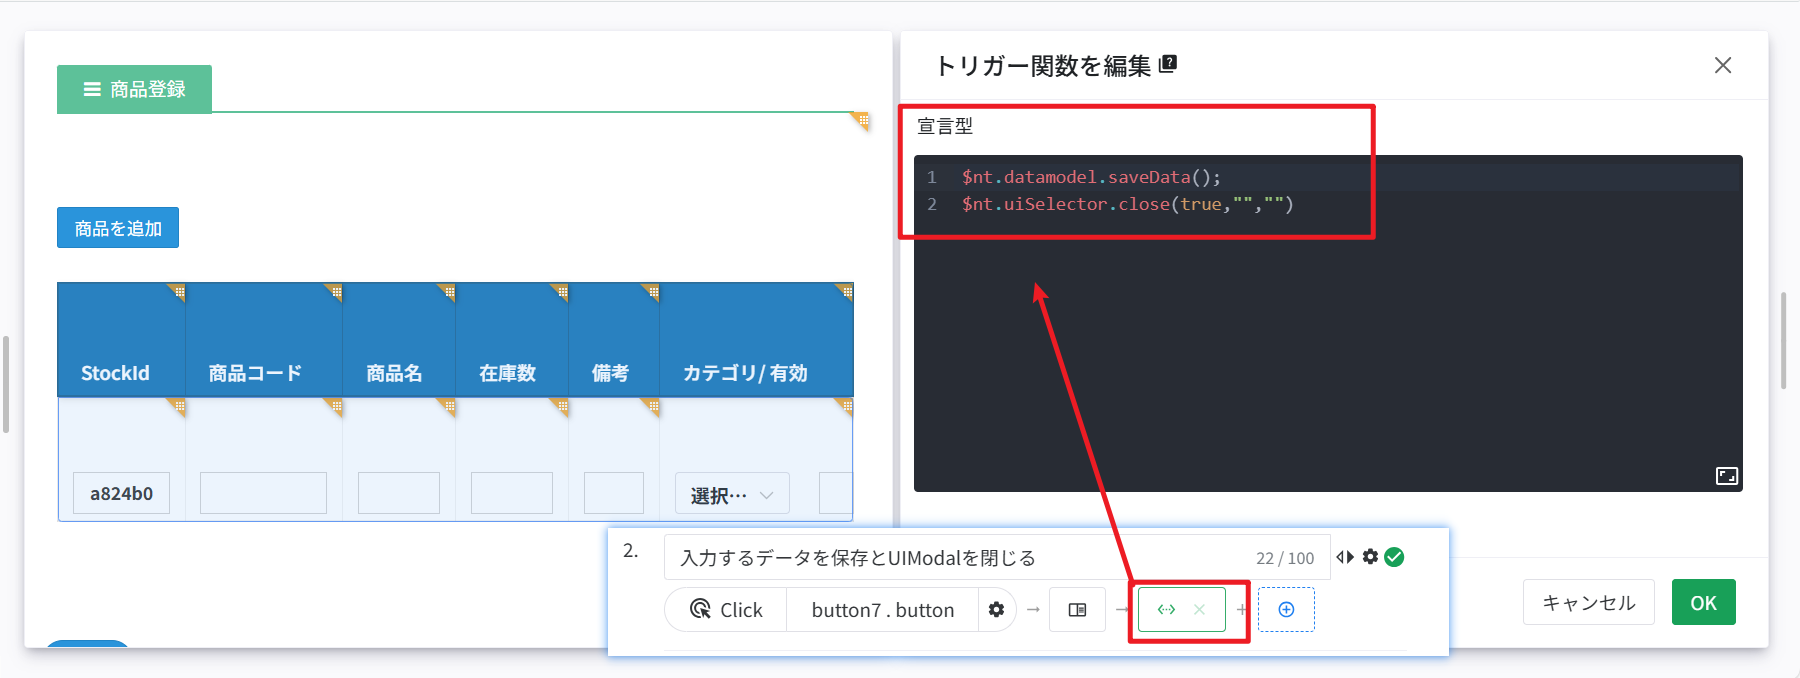 商品登録
商品を追加
StockId 商品コード 商品名 在庫数 備考 カテゴリ/ 有効
a824b0 選択…
トリガー関数を編集
宣言型
1 $nt.datamodel.saveData();
2 $nt.uiSelector.close(true,"","")
2. 入力するデータを保存とUIModalを閉じる 22 / 100
Click button7 . button
キャンセル OK